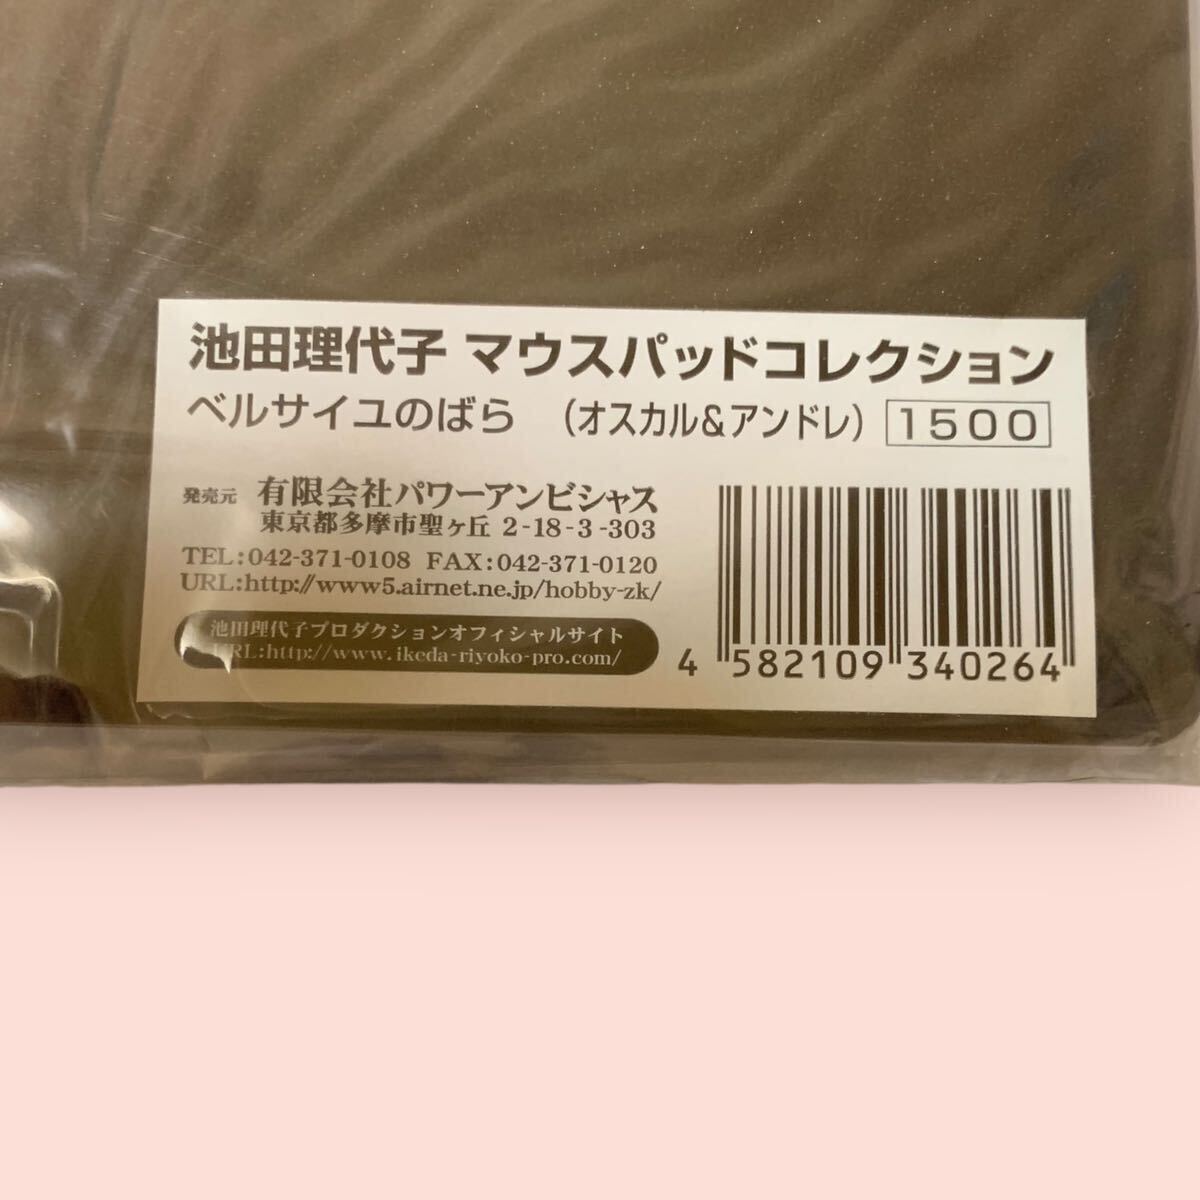 池田理代子 マウスパッドコレクション
ベルサイユのばら (オスカル&アンドレ) 1500
発売元 有限会社パワーアンビシャス
東京都多摩市聖ヶ丘 2-18-3-303
TEL:042-371-0108 FAX:042-371-0120
URL:http://www5.airnet.ne.jp/hobby-zk/
池田理代子プロダクションオフィシャルサイト
URL:http://www.ikeda-riyoko-pro.com/
4 582109 340264